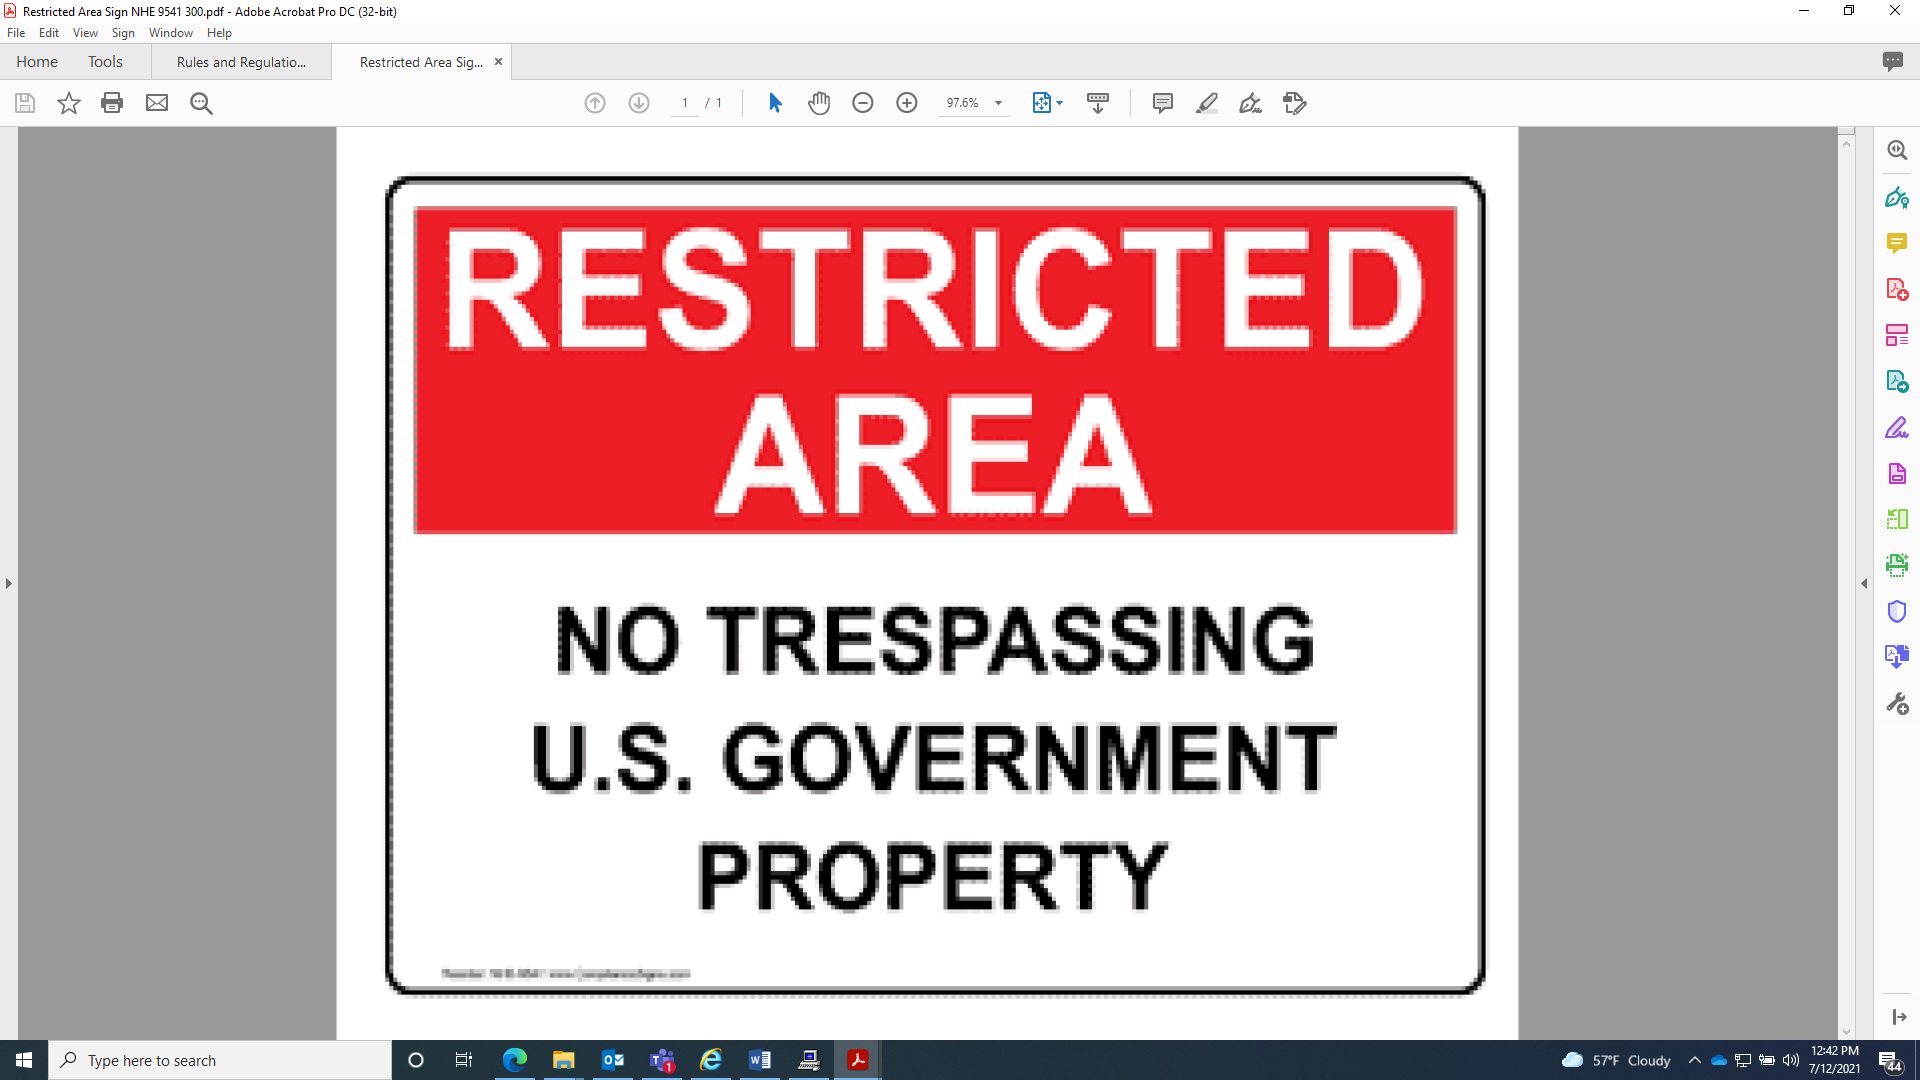 Restricted Area Sign NHE 9541 300.pdf - Adobe Acrobat Pro DC (32-bit)
File Edit View Sign Window Help
Home Tools Rules and Regulatio... Restricted Area Sig...
1 / 1 97.6%
RESTRICTED
AREA
NO TRESPASSING
U.S. GOVERNMENT
PROPERTY
Type here to search
57°F Cloudy
12:42 PM
7/12/2021
1
44